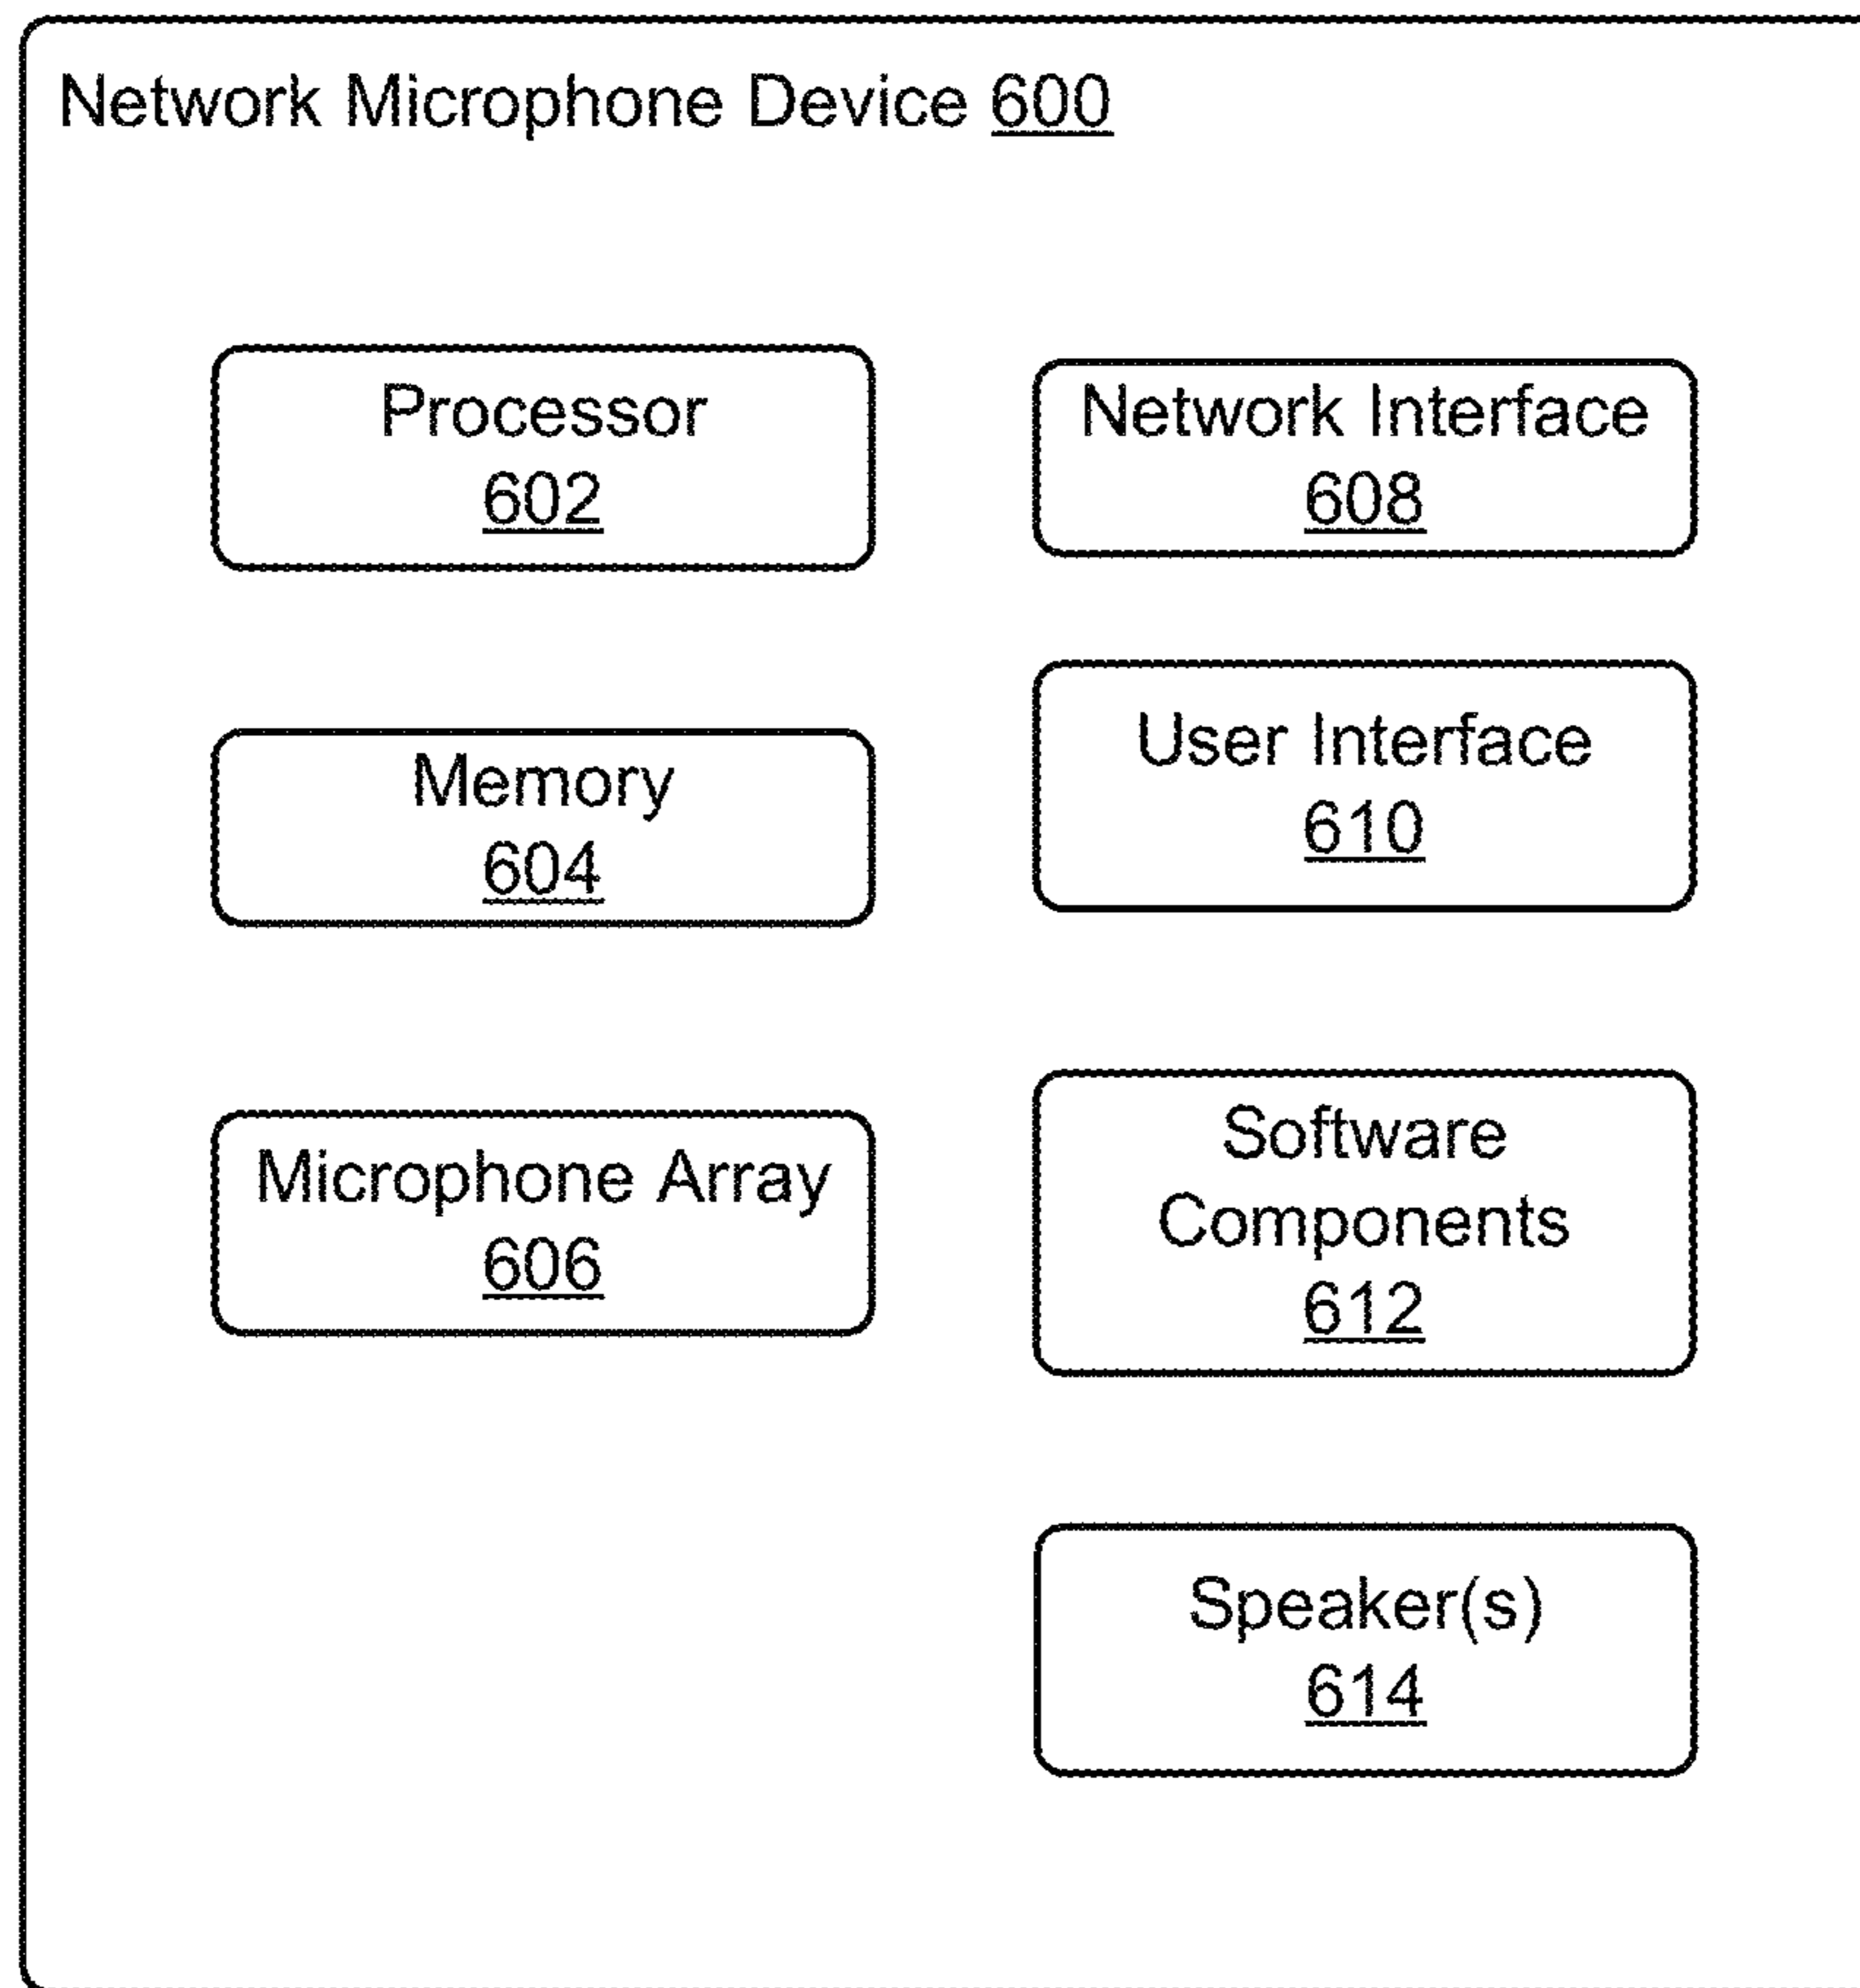 Network Microphone Device 600
Processor
602
Network Interface
608
Memory
604
User Interface
610
Microphone Array
606
Software
Components
612
Speaker(s)
614